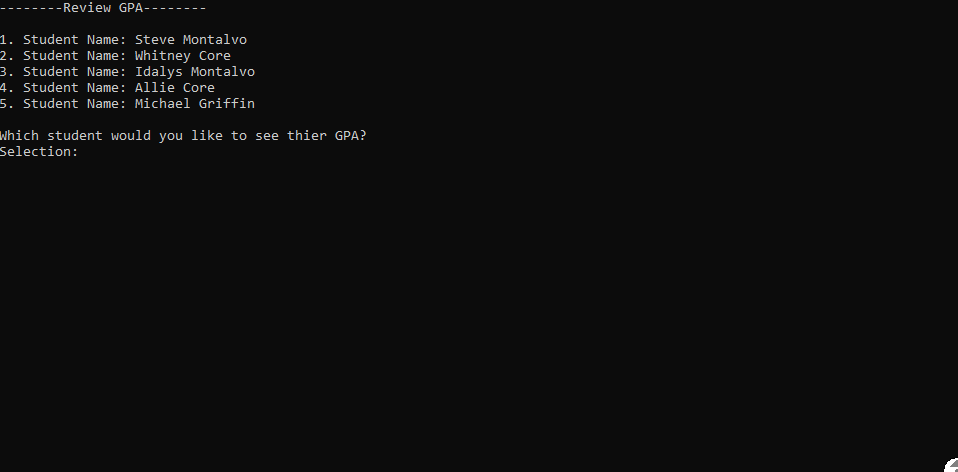 --------Review GPA--------
1. Student Name: Steve Montalvo
2. Student Name: Whitney Core
3. Student Name: Idalys Montalvo
4. Student Name: Allie Core
5. Student Name: Michael Griffin
Which student would you like to see thier GPA?
Selection: